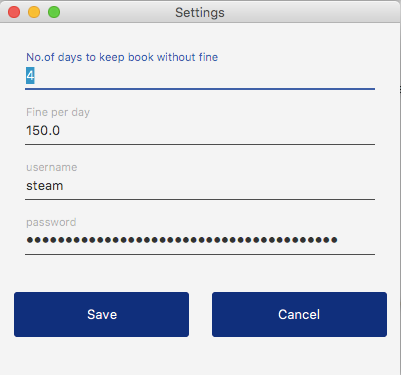 Settings
No.of days to keep book without fine
4
Fine per day
150.0
username
steam
password
●●●●●●●●●●●●●●●●●●●●●●●●●●●●●●●●●●●●●●●●
Save Cancel